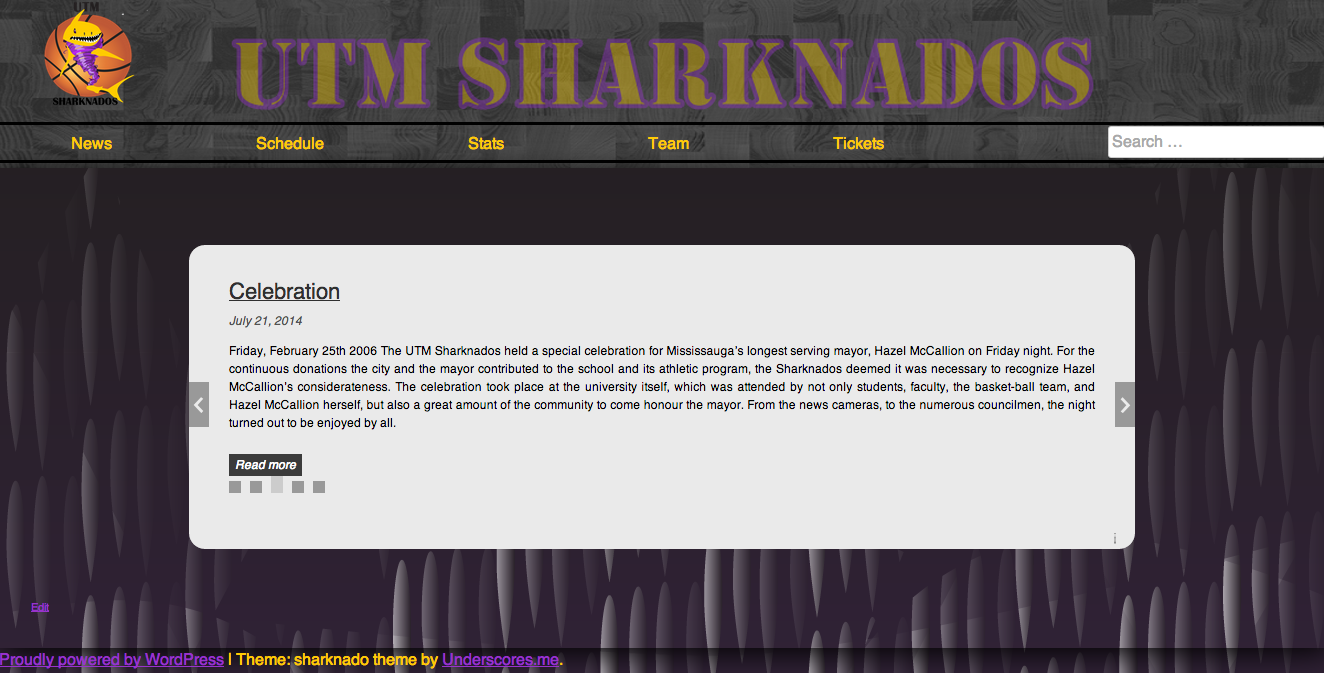 UTM
SHARKNADOS
UTM SHARKNADOS
News Schedule Stats Team Tickets Search ...
Celebration
July 21, 2014
Friday, February 25th 2006 The UTM Sharknados held a special celebration for Mississauga's longest serving mayor, Hazel McCallion on Friday night. For the
continuous donations the city and the mayor contributed to the school and its athletic program, the Sharknados deemed it was necessary to recognize Hazel
McCallion's considerateness. The celebration took place at the university itself, which was attended by not only students, faculty, the basket-ball team, and
Hazel McCallion herself, but also a great amount of the community to come honour the mayor. From the news cameras, to the numerous councilmen, the night
turned out to be enjoyed by all.
Read more
i
Edit
Proudly powered by WordPress | Theme: sharknado theme by Underscores.me.